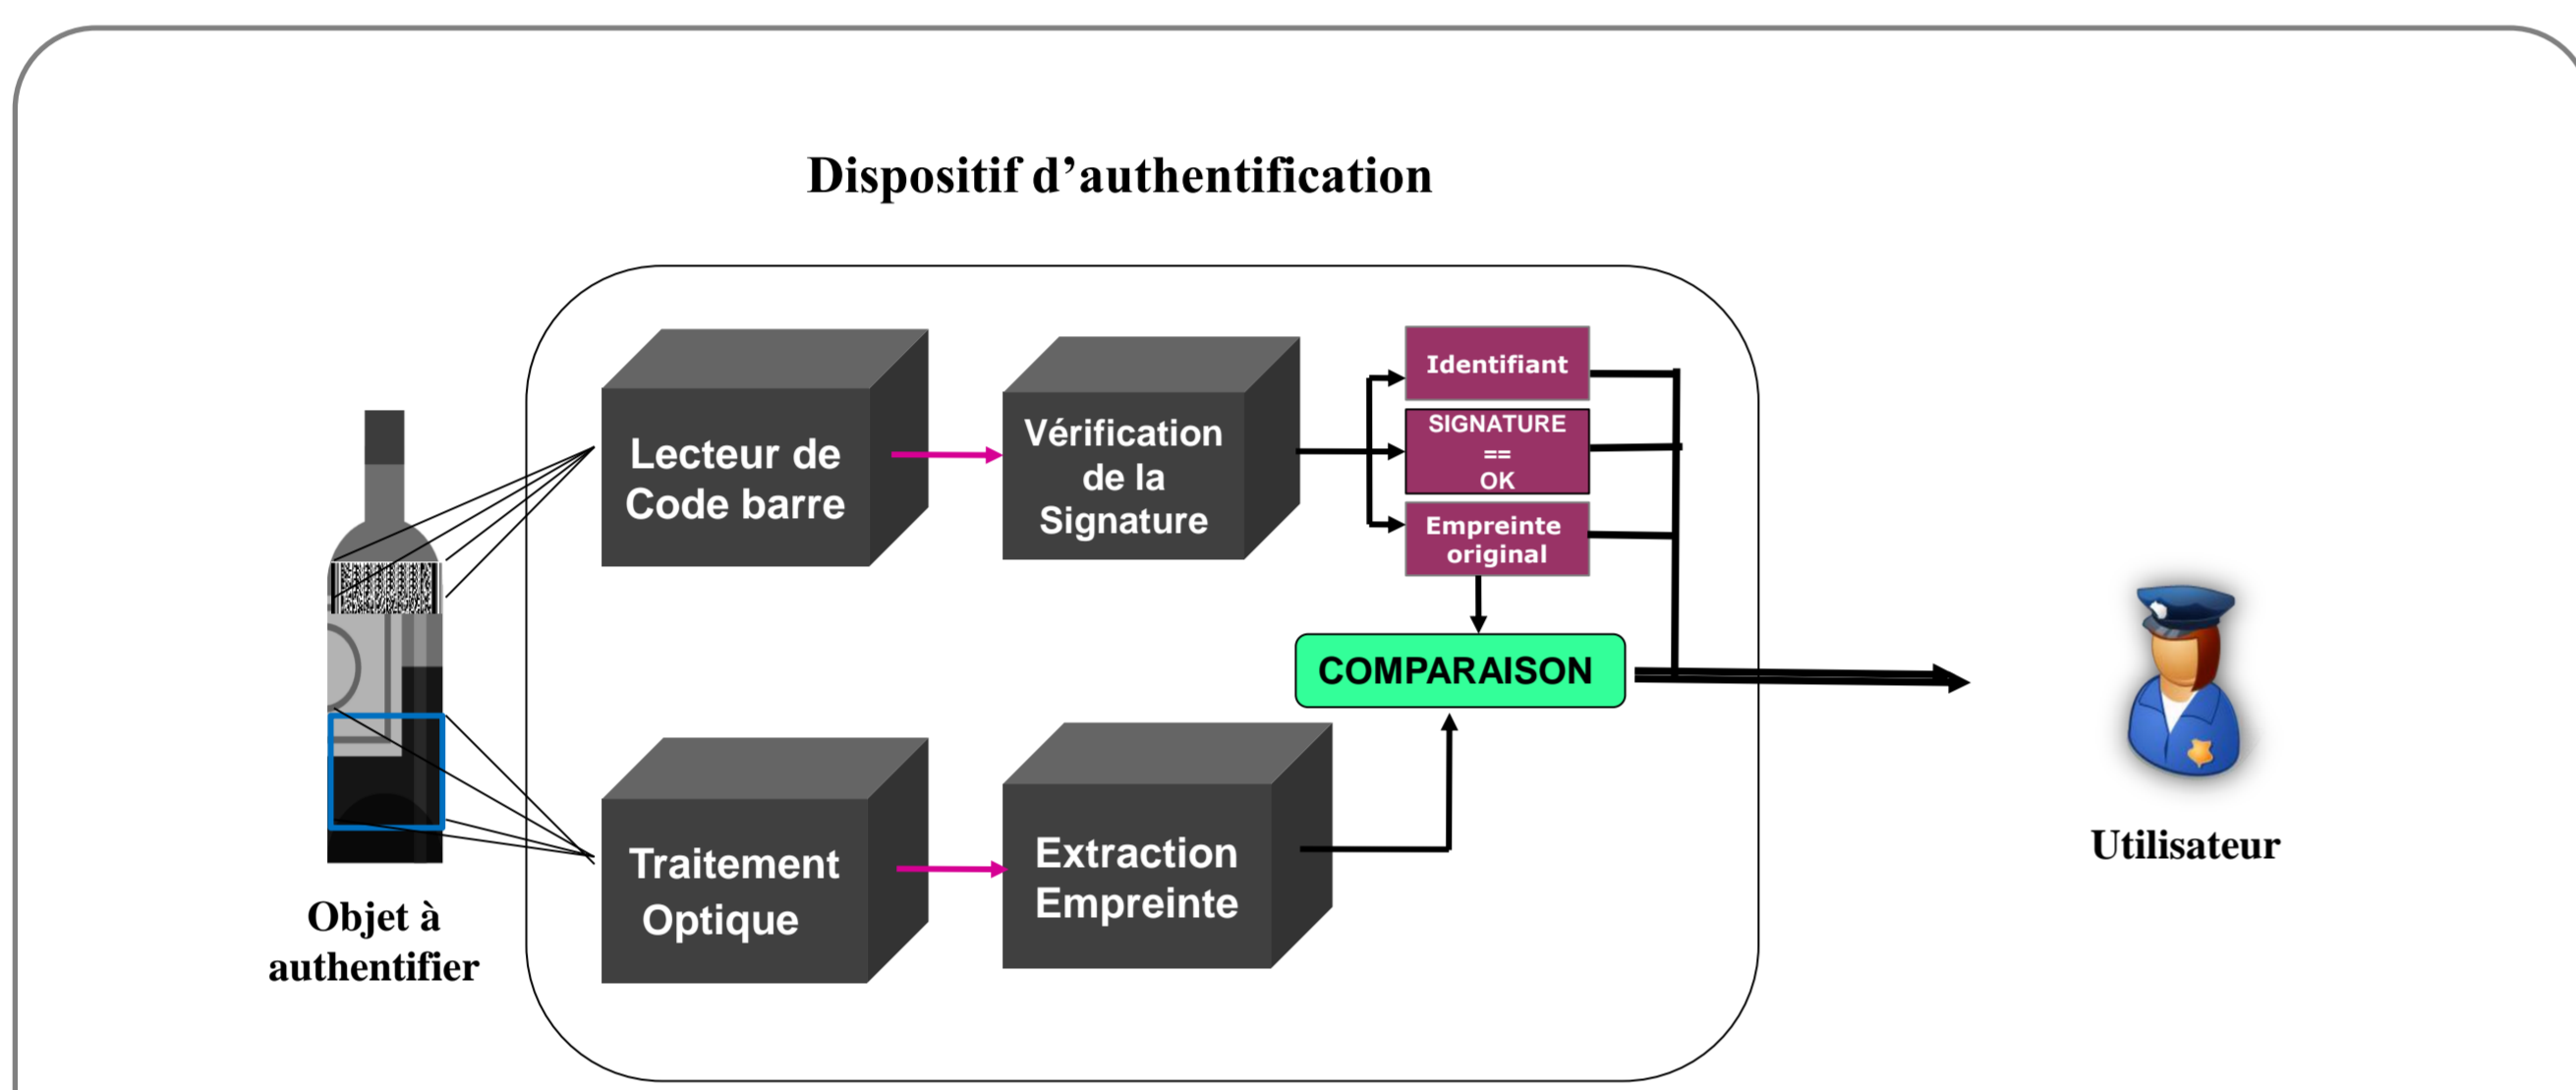 Dispositif d’authentification
Lecteur de
Code barre
Vérification
de la
Signature
Identifiant
SIGNATURE
==
OK
Empreinte
original
COMPARAISON
Traitement
Optique
Extraction
Empreinte
Objet à
authentifier
Utilisateur